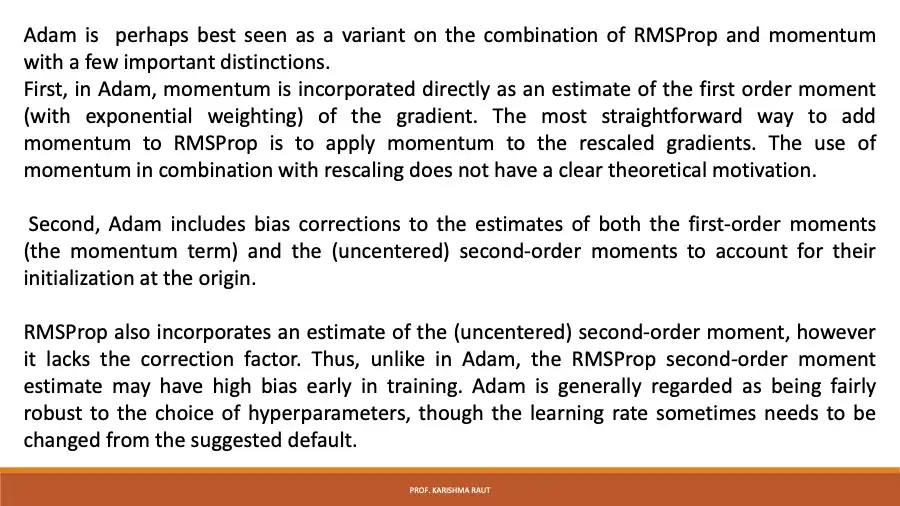 Adam is perhaps best seen as a variant on the combination of RMSProp and momentum
with a few important distinctions.
First, in Adam, momentum is incorporated directly as an estimate of the first order moment
(with exponential weighting) of the gradient. The most straightforward way to add
momentum to RMSProp is to apply momentum to the rescaled gradients. The use of
momentum in combination with rescaling does not have a clear theoretical motivation.
Second, Adam includes bias corrections to the estimates of both the first-order moments
(the momentum term) and the (uncentered) second-order moments to account for their
initialization at the origin.
RMSProp also incorporates an estimate of the (uncentered) second-order moment, however
it lacks the correction factor. Thus, unlike in Adam, the RMSProp second-order moment
estimate may have high bias early in training. Adam is generally regarded as being fairly
robust to the choice of hyperparameters, though the learning rate sometimes needs to be
changed from the suggested default.
PROF. KARISHMA RAUT